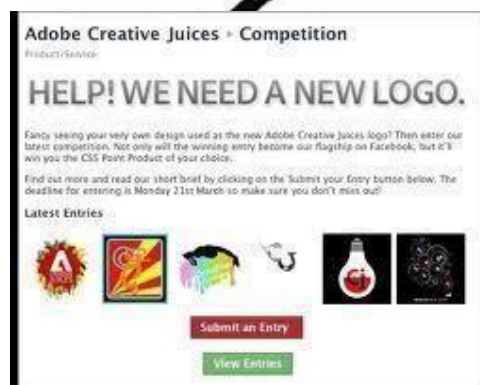 Adobe Creative Juices ▸ Competition
Product/Service
HELP! WE NEED A NEW LOGO.
Fancy seeing your very own design used as the new Adobe Creative Juices logo? Then enter our
latest competition. Not only will the winning entry become our flagship on Facebook, but it'll
win you the CS5 Point Product of your choice.
Find out more and read our short brief by clicking on the Submit your Entry button below. The
deadline for entering is Monday 21st March so make sure you don't miss out!
Latest Entries
Submit an Entry
View Entries